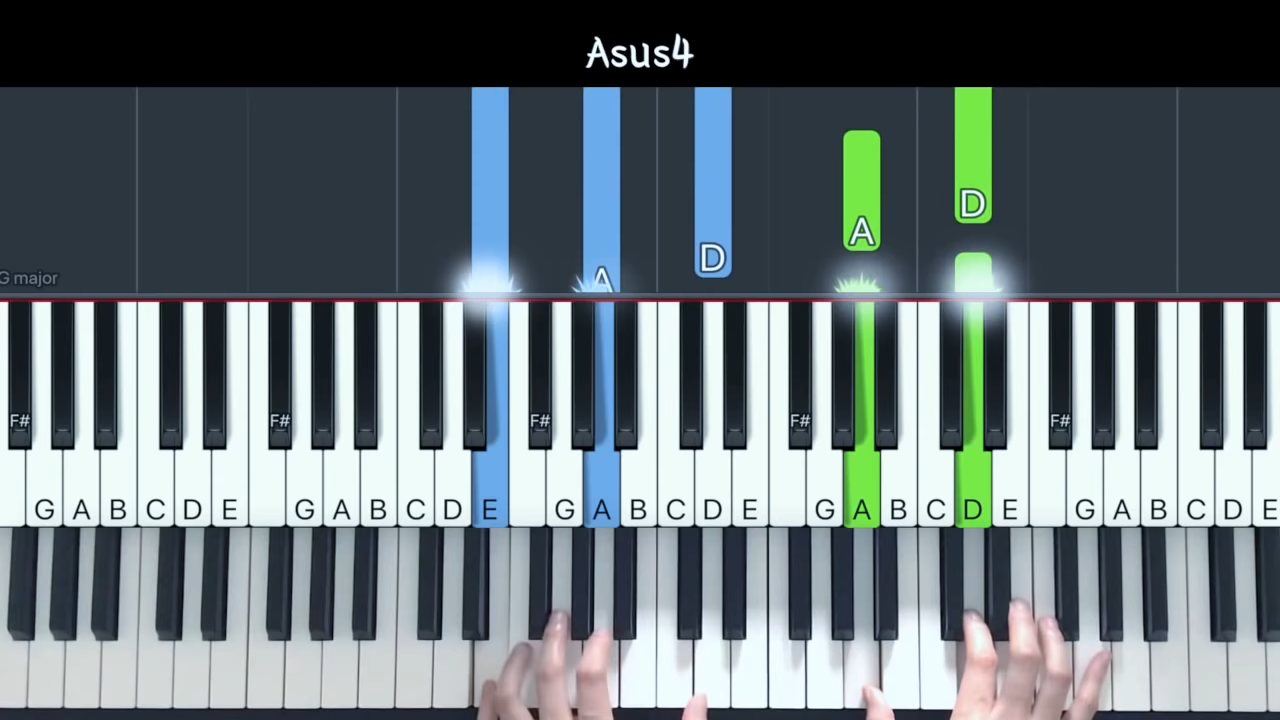 Asus4
D
A
D
A
G major
F# F# F# F# F#
G A B C D E G A B C D E G A B C D E G A B C D E G A B C D E